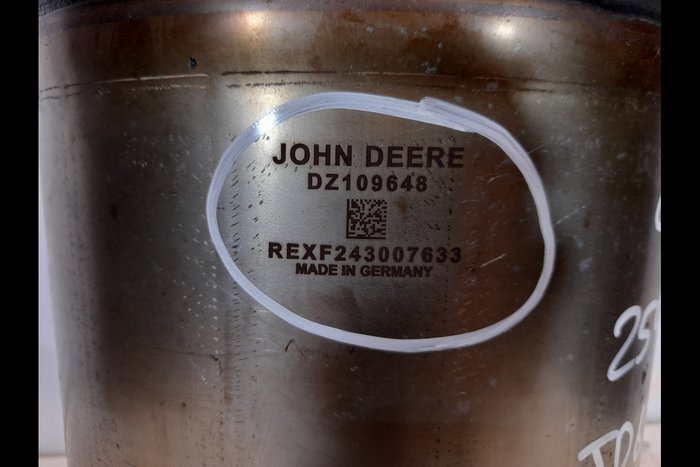 JOHN DEERE
DZ109648
REXF243007633
MADE IN GERMANY